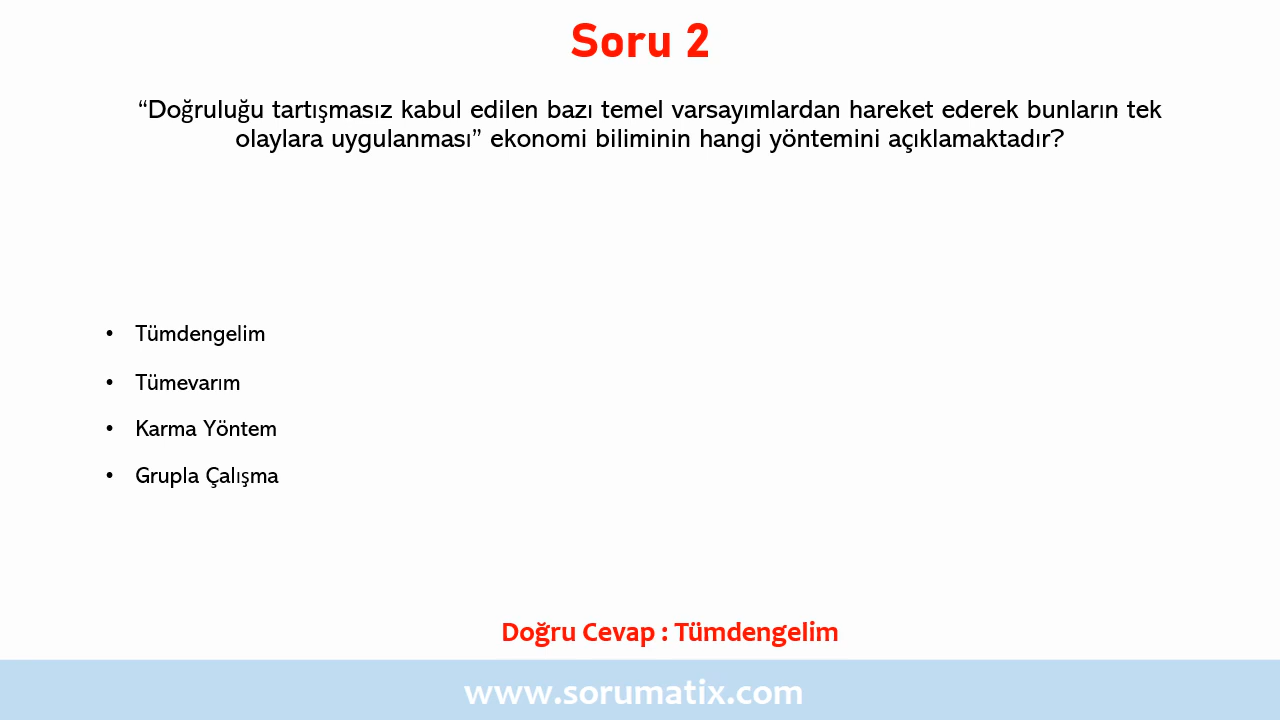 Soru 2
“Doğruluğu tartışmasız kabul edilen bazı temel varsayımlardan hareket ederek bunların tek
olaylara uygulanması” ekonomi biliminin hangi yöntemini açıklamaktadır?
• Tümdengelim
• Tümevarım
• Karma Yöntem
• Grupla Çalışma
Doğru Cevap : Tümdengelim
www.sorumatix.com